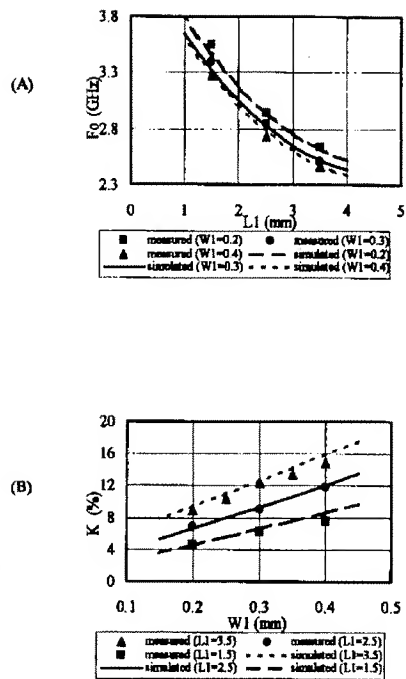 3.8
(A)
3.3
F0 (GHz)
2.8
2.3
0 1 2 3 4 5
L1 (mm)
measured (W1=0.2) measured (W1=0.3)
measured (W1=0.4) simulated (W1=0.2)
simulated (W1=0.3) simulated (W1=0.4)
20
16
12
(B)
K (%)
8
4
0
0.1 0.2 0.3 0.4 0.5
W1 (mm)
measured (L1=3.5) measured (L1=2.5)
measured (L1=1.5) simulated (L1=3.5)
simulated (L1=2.5) simulated (L1=1.5)